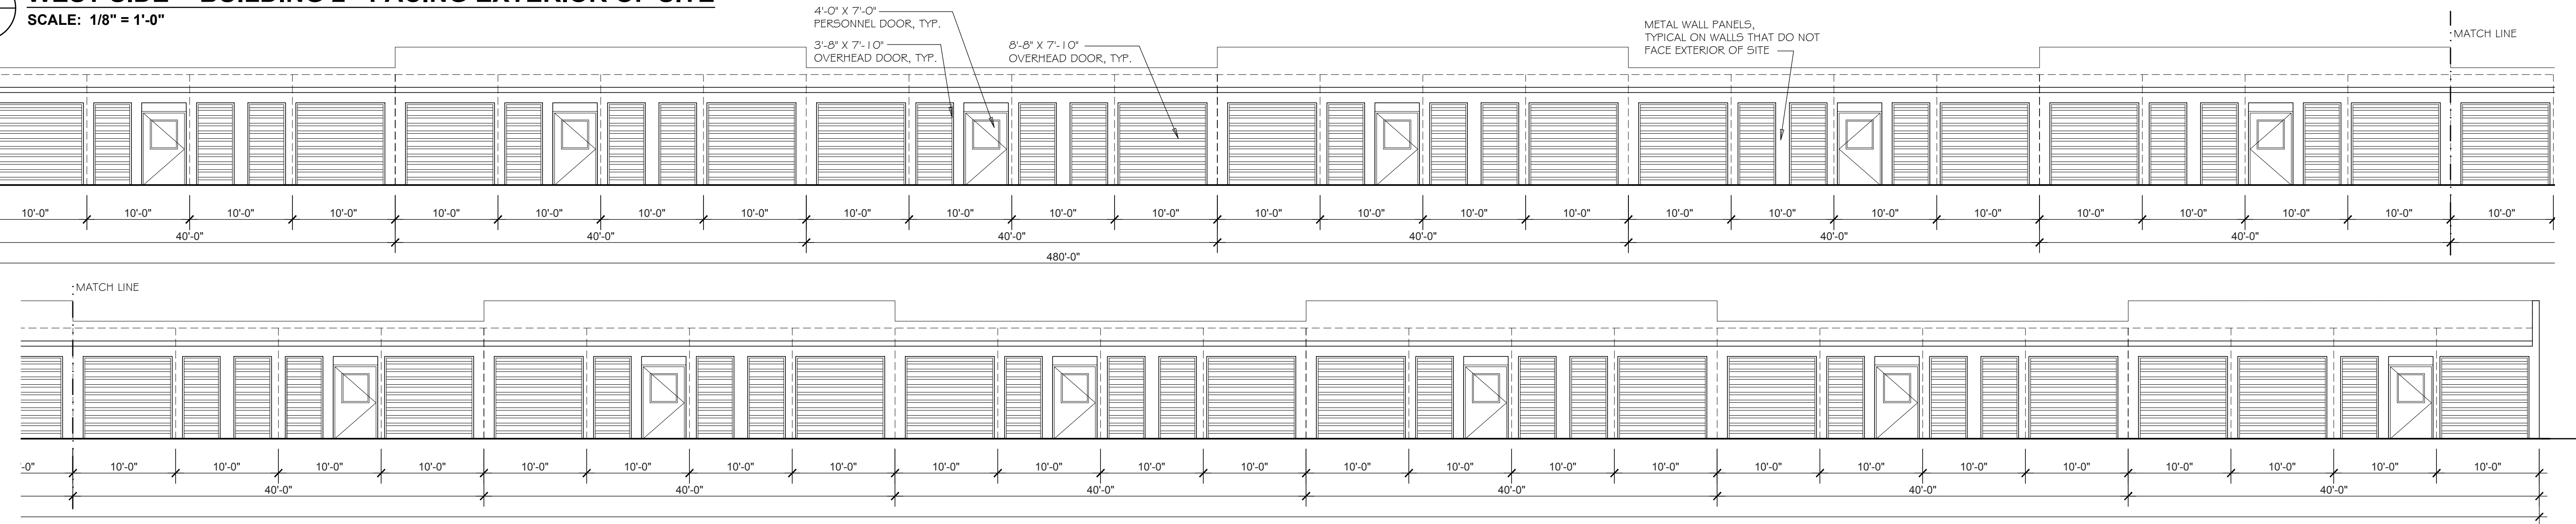 WEST SIDE - BUILDING 2 - FACING EXTERIOR OF SITE
SCALE: 1/8" = 1'-0"
4'-0" X 7'-0"
PERSONNEL DOOR, TYP.
3'-8" X 7'-10"
OVERHEAD DOOR, TYP.
8'-8" X 7'-10"
OVERHEAD DOOR, TYP.
METAL WALL PANELS,
TYPICAL ON WALLS THAT DO NOT
FACE EXTERIOR OF SITE
MATCH LINE
10'-0" 10'-0" 10'-0" 10'-0" 10'-0" 10'-0" 10'-0" 10'-0" 10'-0" 10'-0" 10'-0" 10'-0" 10'-0" 10'-0" 10'-0" 10'-0" 10'-0" 10'-0" 10'-0" 10'-0" 10'-0" 10'-0" 10'-0" 10'-0" 10'-0"
40'-0" 40'-0" 40'-0" 40'-0" 40'-0" 40'-0"
480'-0"
MATCH LINE
'-0" 10'-0" 10'-0" 10'-0" 10'-0" 10'-0" 10'-0" 10'-0" 10'-0" 10'-0" 10'-0" 10'-0" 10'-0" 10'-0" 10'-0" 10'-0" 10'-0" 10'-0" 10'-0" 10'-0" 10'-0" 10'-0" 10'-0" 10'-0" 10'-0"
40'-0" 40'-0" 40'-0" 40'-0" 40'-0" 40'-0"